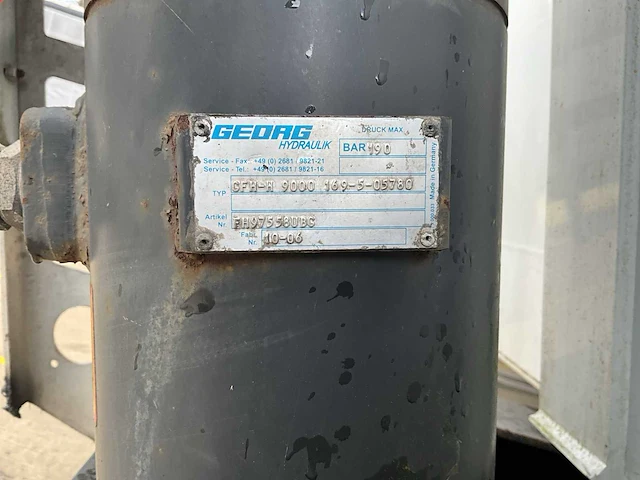 GEORG
HYDRAULIK
DRUCK MAX
BAR 190
Service - Fax: +49 (0) 2681 / 9821-21
Service - Tel.: +49 (0) 2681 / 9821-16
TYP GFH-H 9000 169-5-05780
Artikel
Nr. FH975580BG
Fabr.
Nr. 10-06
Made in Germany